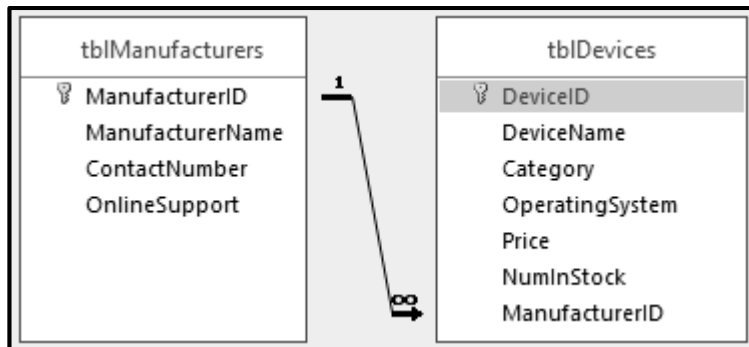 tblManufacturers
ManufacturerID
ManufacturerName
ContactNumber
OnlineSupport
1
∞
tblDevices
DeviceID
DeviceName
Category
OperatingSystem
Price
NumInStock
ManufacturerID